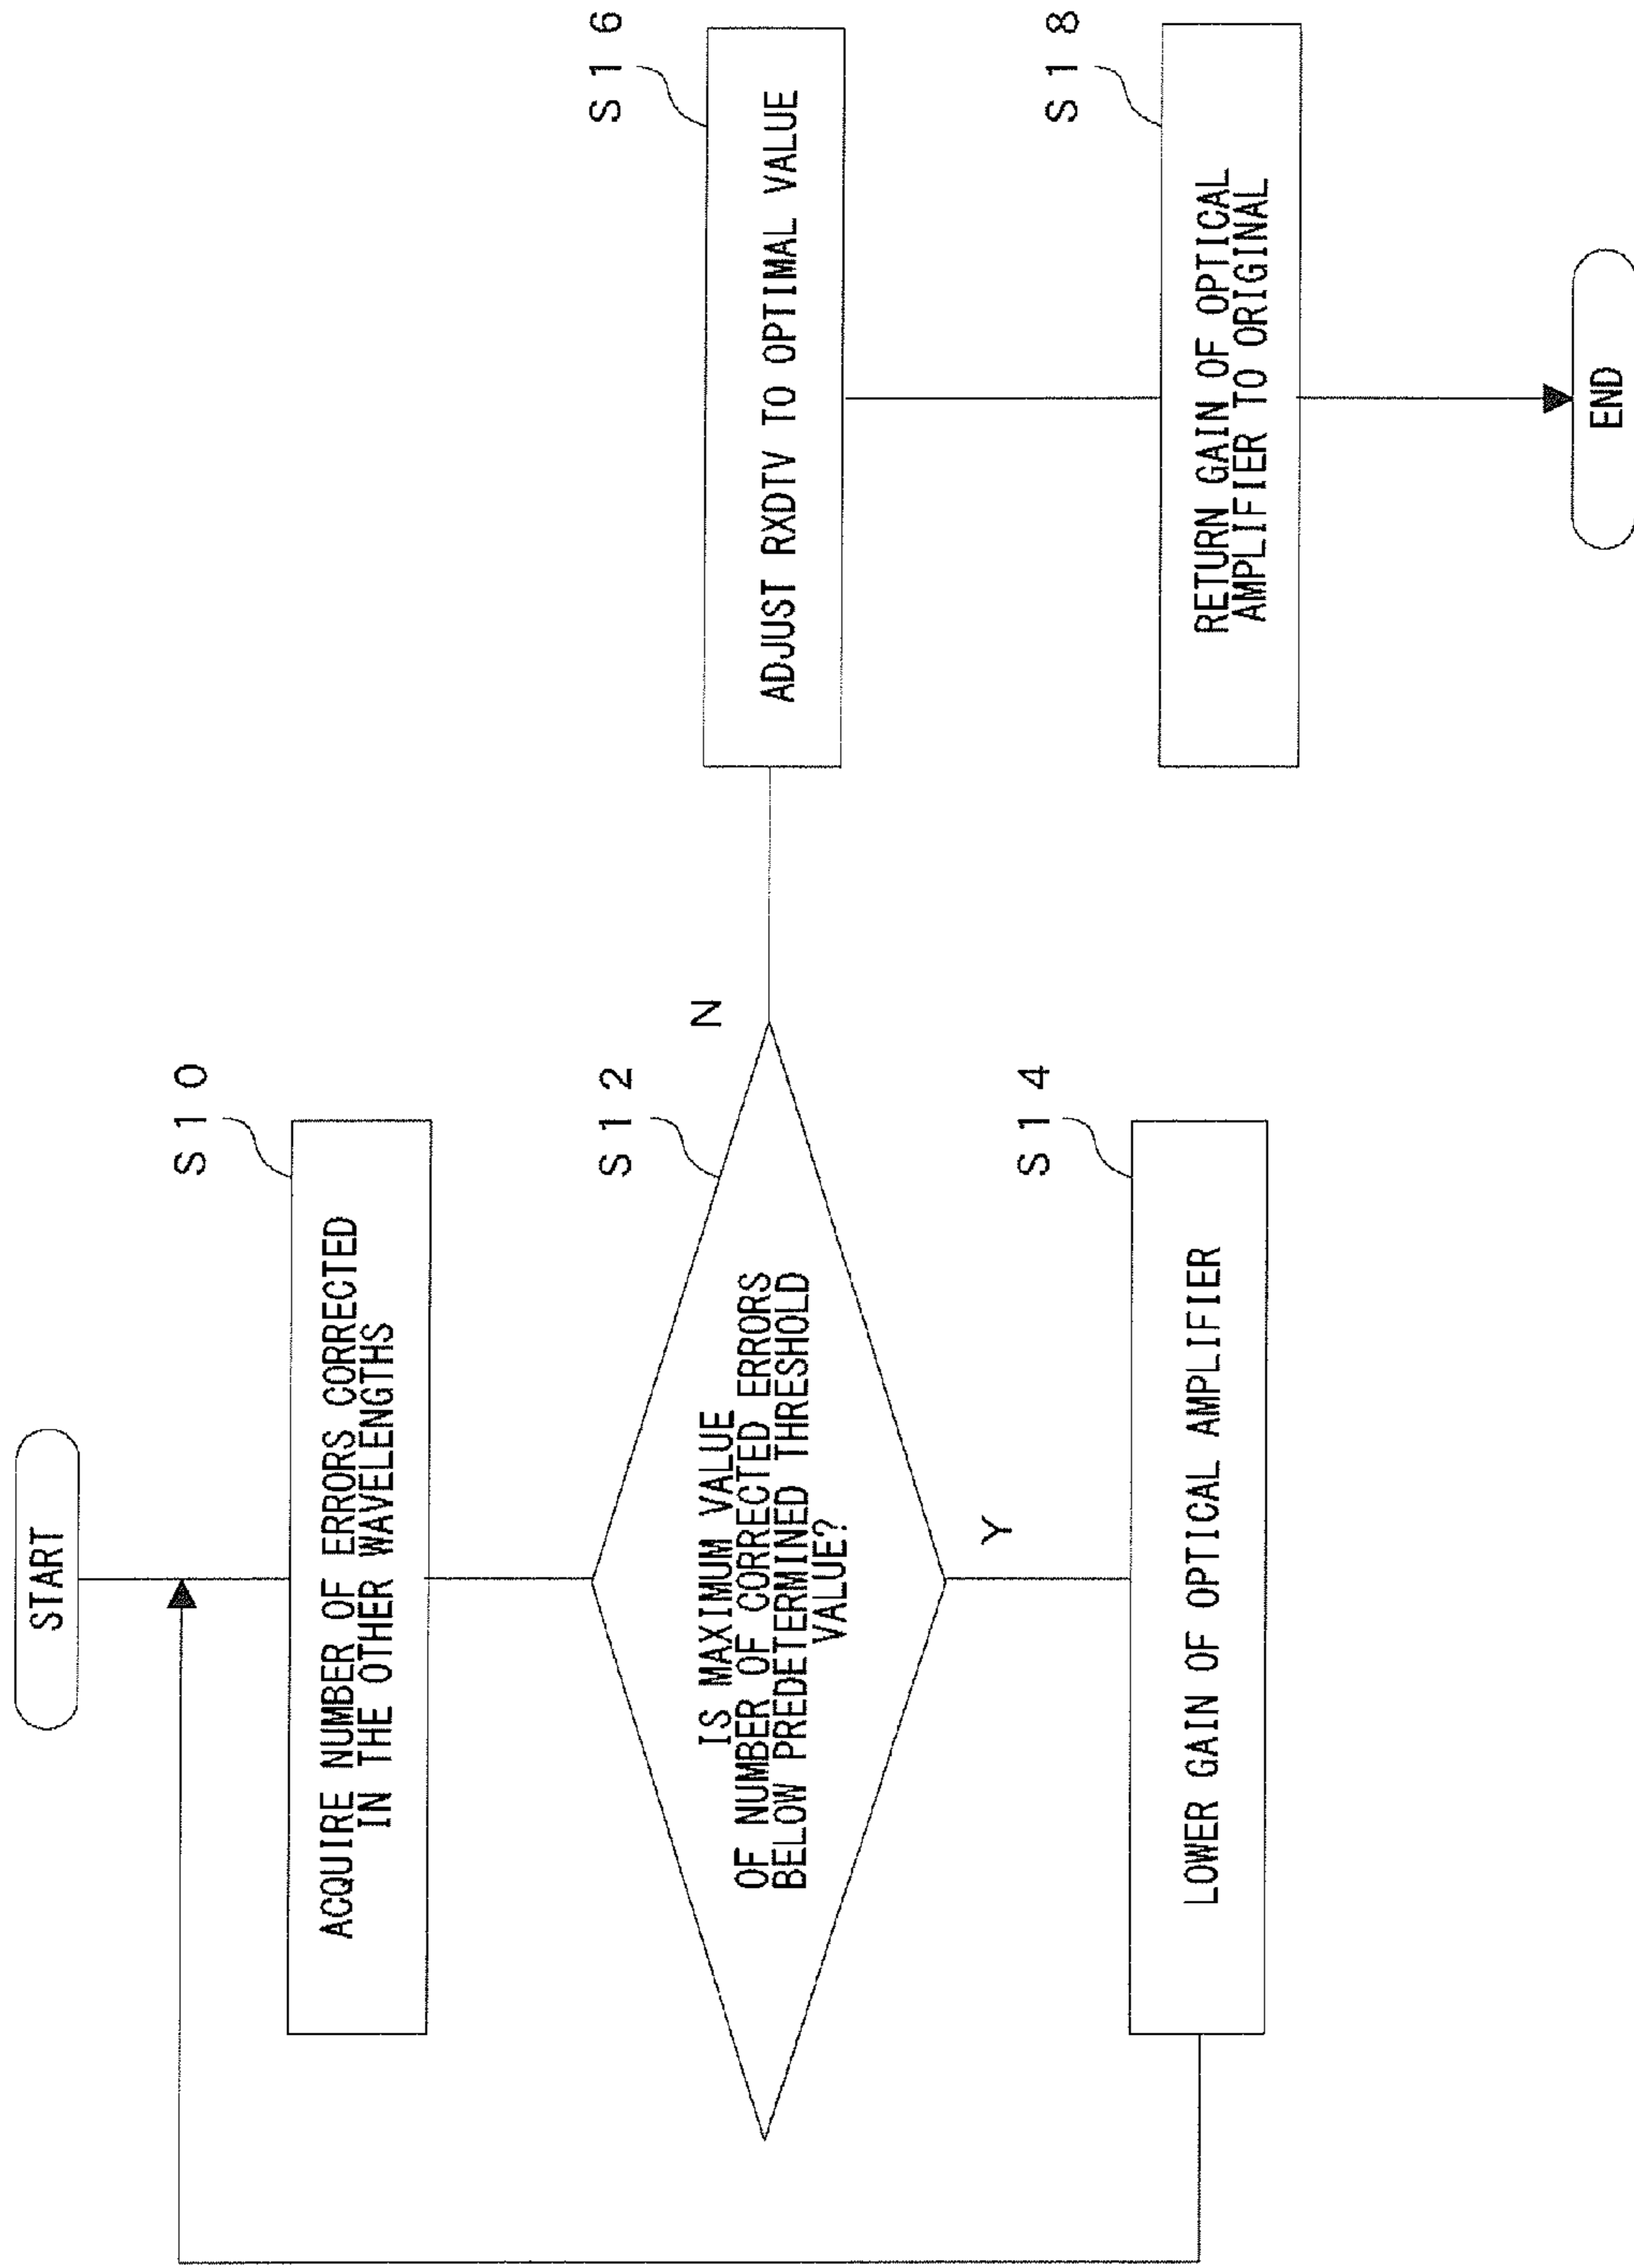 START
S10
ACQUIRE NUMBER OF ERRORS CORRECTED
IN THE OTHER WAVELENGTHS
S12
IS MAXIMUM VALUE
OF NUMBER OF CORRECTED ERRORS
BELOW PREDETERMINED THRESHOLD
VALUE?
N
Y
S14
LOWER GAIN OF OPTICAL AMPLIFIER
S16
ADJUST RXDTV TO OPTIMAL VALUE
S18
RETURN GAIN OF OPTICAL
AMPLIFIER TO ORIGINAL
END